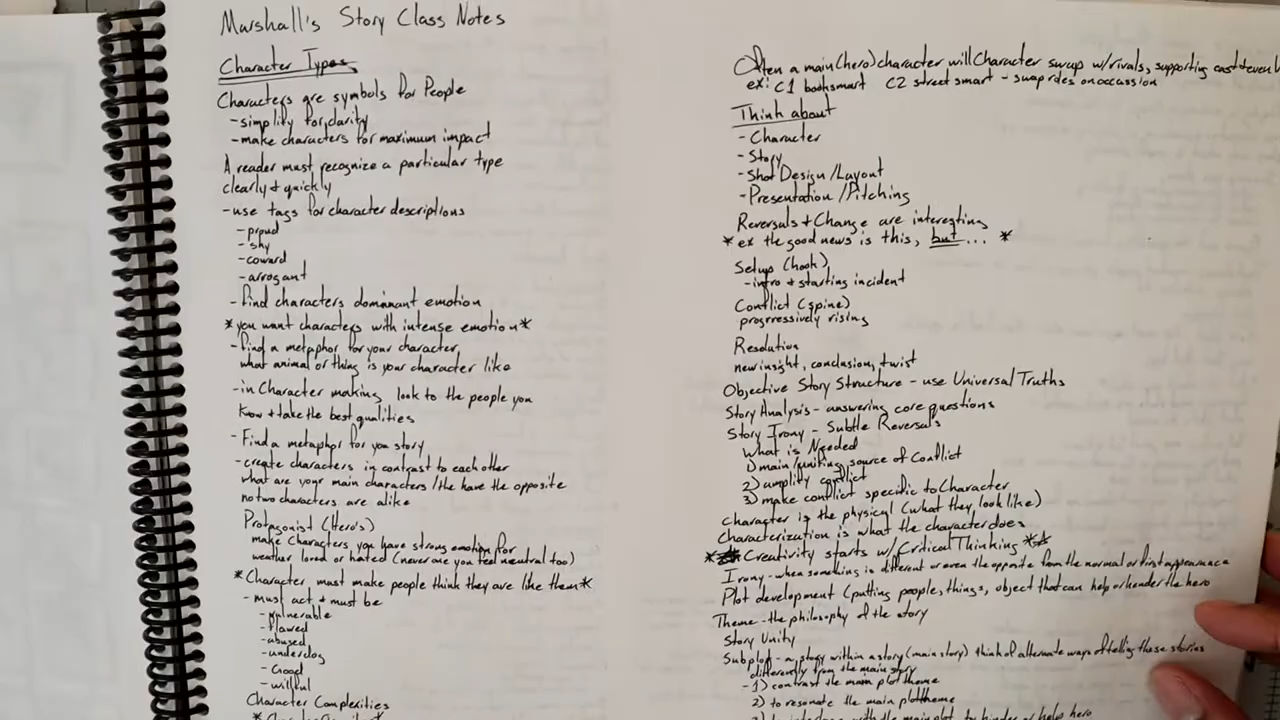 Marshall's Story Class Notes
Character Types
Characters are symbols for People
-simplify for clarity
-make characters for maximum impact
A reader must recognize a particular type
clearly & quickly
-use tags for character descriptions
-proud
-shy
-coward
-arrogant
-find characters dominant emotion
*you want characters with intense emotion*
-find a metaphor for your character,
what animal or thing is your character like
-in Character making look to the people you
know & take the best qualities
-Find a metaphor for you story
-create characters in contrast to each other
what are your main characters / the have the opposite
no two characters are alike
Protagonist (Hero's)
make characters you have strong emotion for
weather loved or hated (never one you feel neutral too)
*Character must make people think they are like them*
-must act & must be
-vulnerable
-flawed
-abused
-underdog
-Good
-willful
Character Complexities
Often a main (hero) character will Character swap w/rivals, supporting cast & even
ex: C1 booksmart C2 street smart - swap rides on occassion
Think about
-Character
-Story
-Shot Design/Layout
-Presentation/Pitching
Reversals & Change are interesting
*ex the good news is this, but... *
Setup (hook)
-intro & starting incident
Conflict (spine)
progressively rising
Resolution
new insight, conclusion, twist
Objective Story Structure - use Universal Truths
Story Analysis - answering core questions
Story Irony - Subtle Reversals
What is Needed
1) main/uniting source of Conflict
2) amplify conflict
3) make conflict specific to Character
Character is the physical (what they look like)
Characterization is what the character does
* Creativity starts w/ Critical Thinking **
Irony - when something is different or even the opposite from the normal or first appearance
Plot development (putting people, things, object that can help or hender the hero
Theme - the philosophy of the story
Story Unity
Subplot - a story within a story (main story) think of alternate ways of telling these stories
differently from the main story
-1) contrast the main plot theme
2) to resonate the main plot theme
with the main plot to hinder or help hero